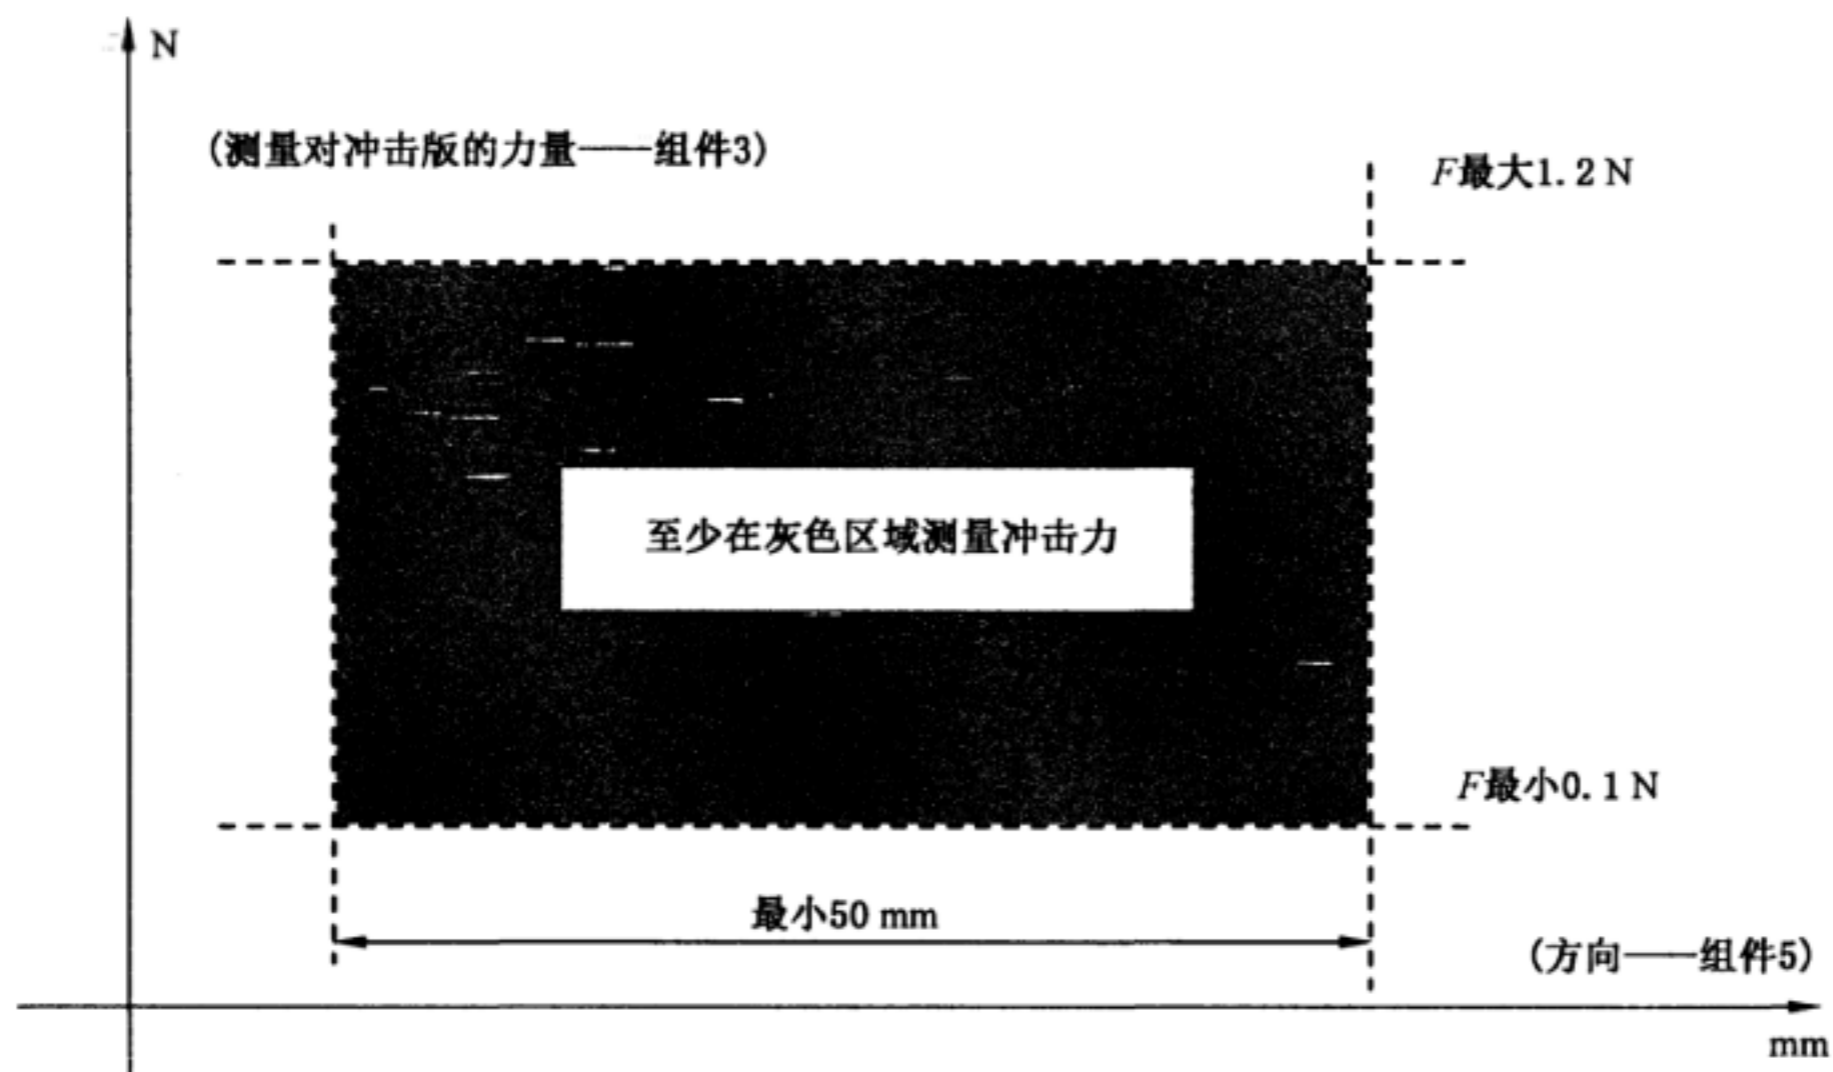 N
(测量对冲击版的力量——组件3)
F最大1.2 N
至少在灰色区域测量冲击力
F最小0.1 N
最小50 mm
(方向——组件5)
mm